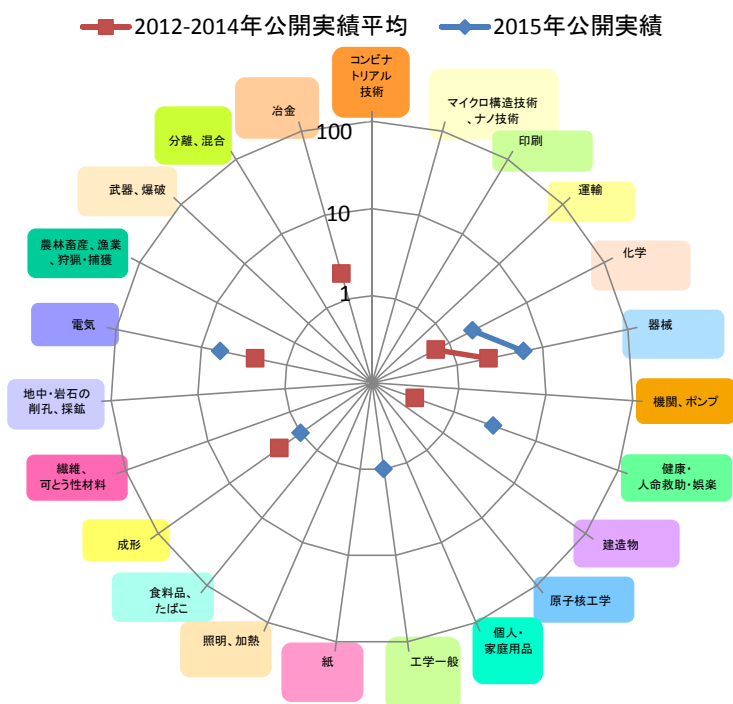 2012-2014年公開実績平均
2015年公開実績
コンビナ
トリアル
技術
マイクロ構造技術
、ナノ技術
印刷
運輸
化学
器械
機関、ポンプ
健康・
人命救助・娯楽
建造物
原子核工学
個人・
家庭用品
工学一般
紙
照明、加熱
食料品、
たばこ
成形
繊維、
可とう性材料
地中・岩石の
削孔、採鉱
電気
農林畜産、漁業
、狩猟・捕獲
武器、爆破
分離、混合
冶金
100
10
1